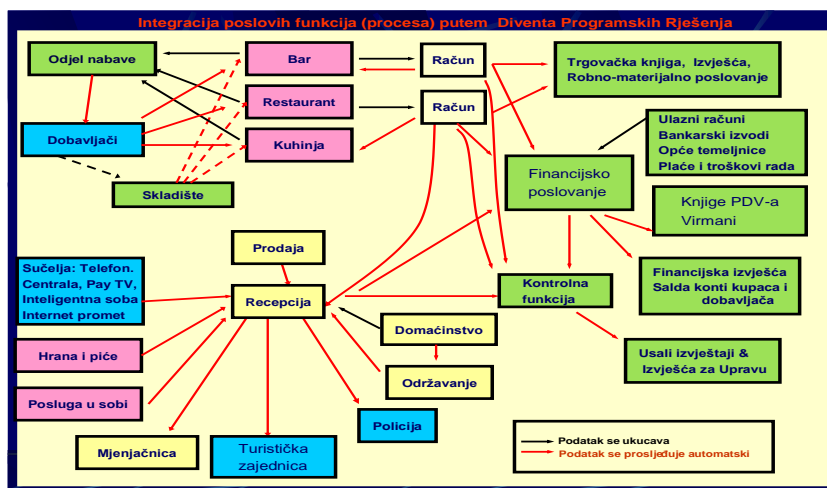 Integracija poslovih funkcija (procesa) putem Diventa Programskih Rješenja
Odjel nabave
Bar
Račun
Trgovačka knjiga, Izvješća,
Robno-materijalno poslovanje
Restaurant
Račun
Dobavljači
Kuhinja
Ulazni računi
Bankarski izvodi
Opće temeljnice
Plaće i troškovi rada
Skladište
Financijsko
poslovanje
Knjige PDV-a
Virmani
Prodaja
Sučelja: Telefon.
Centrala, Pay TV,
Inteligentna soba
Internet promet
Recepcija
Kontrolna
funkcija
Financijska izvješća
Salda konti kupaca i
dobavljača
Domaćinstvo
Hrana i piće
Održavanje
Usali izvještaji &
Izvješća za Upravu
Posluga u sobi
Policija
Mjenjačnica
Turistička
zajednica
Podatak se ukucava
Podatak se prosljeđuje automatski